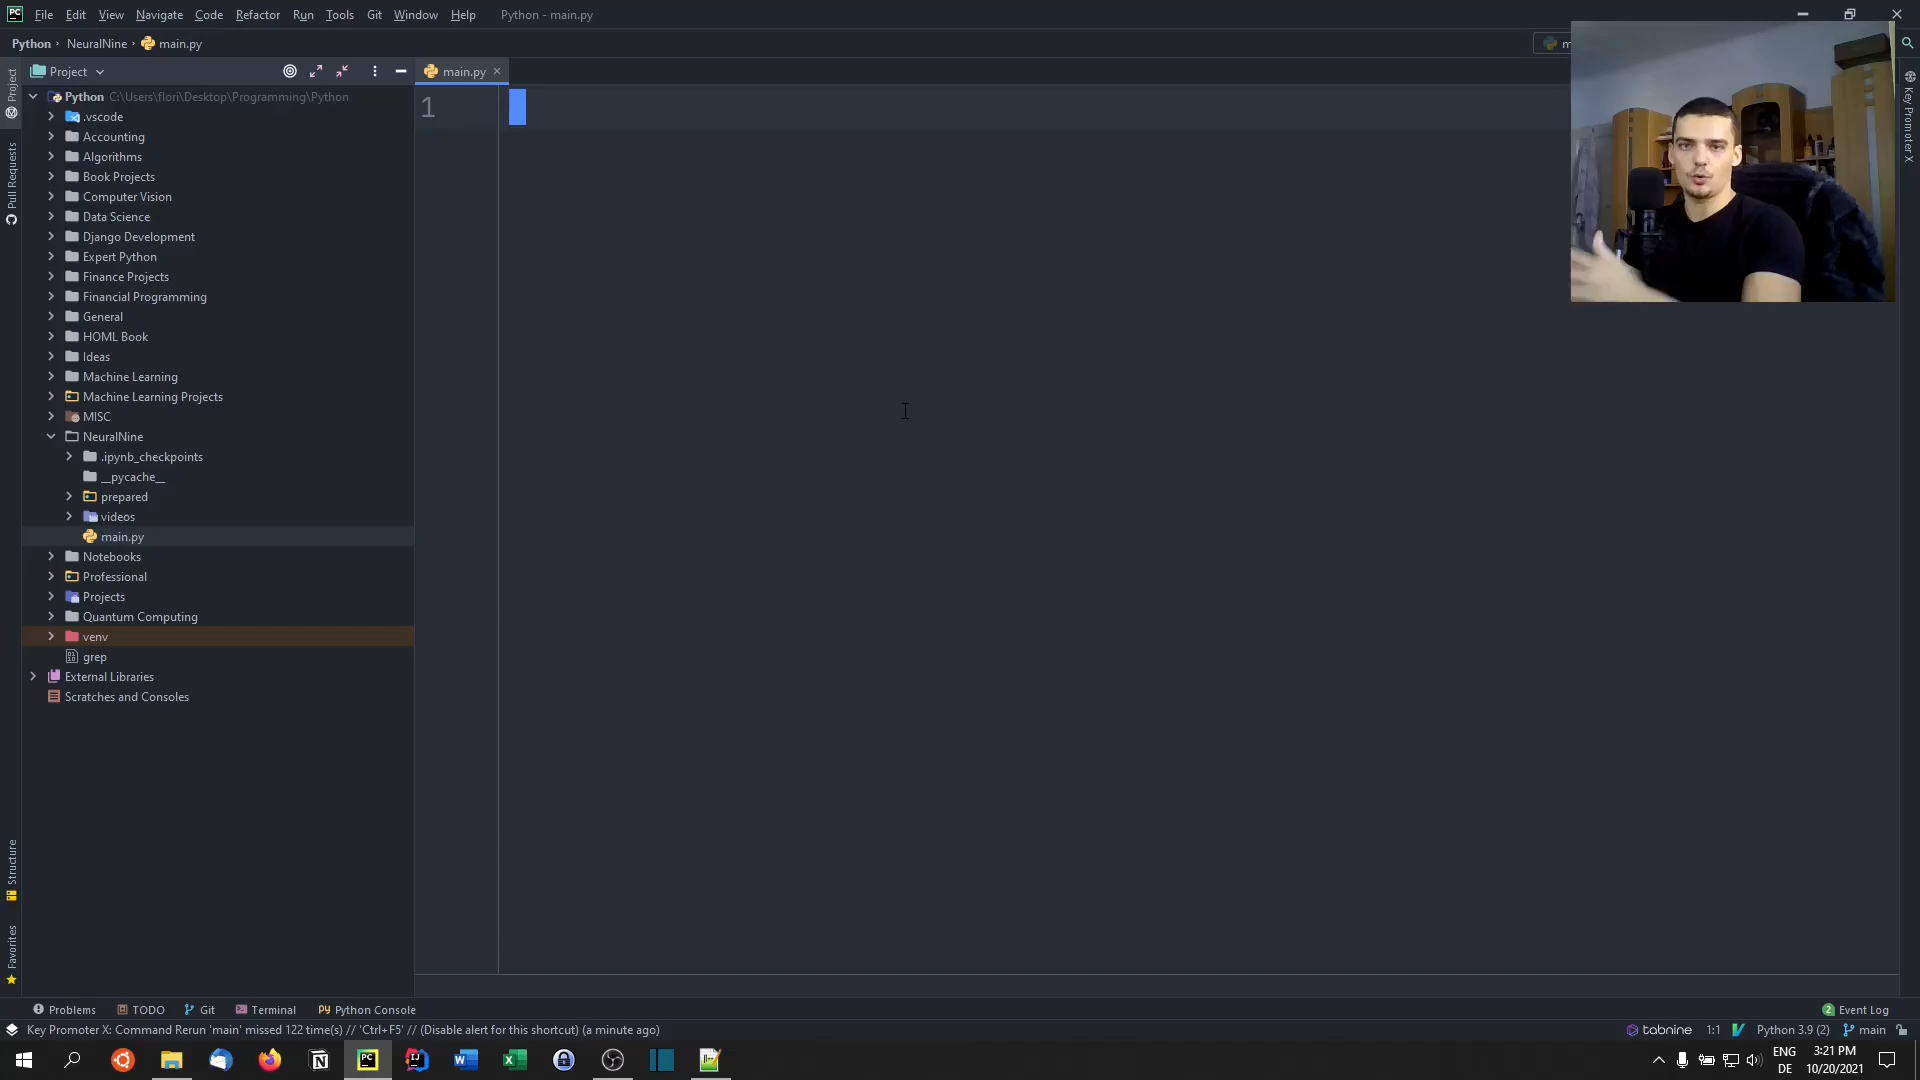 PC File Edit View Navigate Code Refactor Run Tools Git Window Help Python - main.py
Python NeuralNine main.py
Project main.py
Python C:\Users\flori\Desktop\Programming\Python
.vscode
Accounting
Algorithms
Book Projects
Computer Vision
Data Science
Django Development
Expert Python
Finance Projects
Financial Programming
General
HOML Book
Ideas
Machine Learning
Machine Learning Projects
MISC
NeuralNine
.ipynb_checkpoints
__pycache__
prepared
videos
main.py
Notebooks
Professional
Projects
Quantum Computing
venv
grep
External Libraries
Scratches and Consoles
1
Project
Pull Requests
Structure
Favorites
Key Promoter X
Problems TODO Git Terminal Python Console 2 Event Log
Key Promoter X: Command Rerun 'main' missed 122 time(s) // 'Ctrl+F5' // (Disable alert for this shortcut) (a minute ago) tabnine 1:1 Python 3.9 (2) main
ENG 3:21 PM
DE 10/20/2021